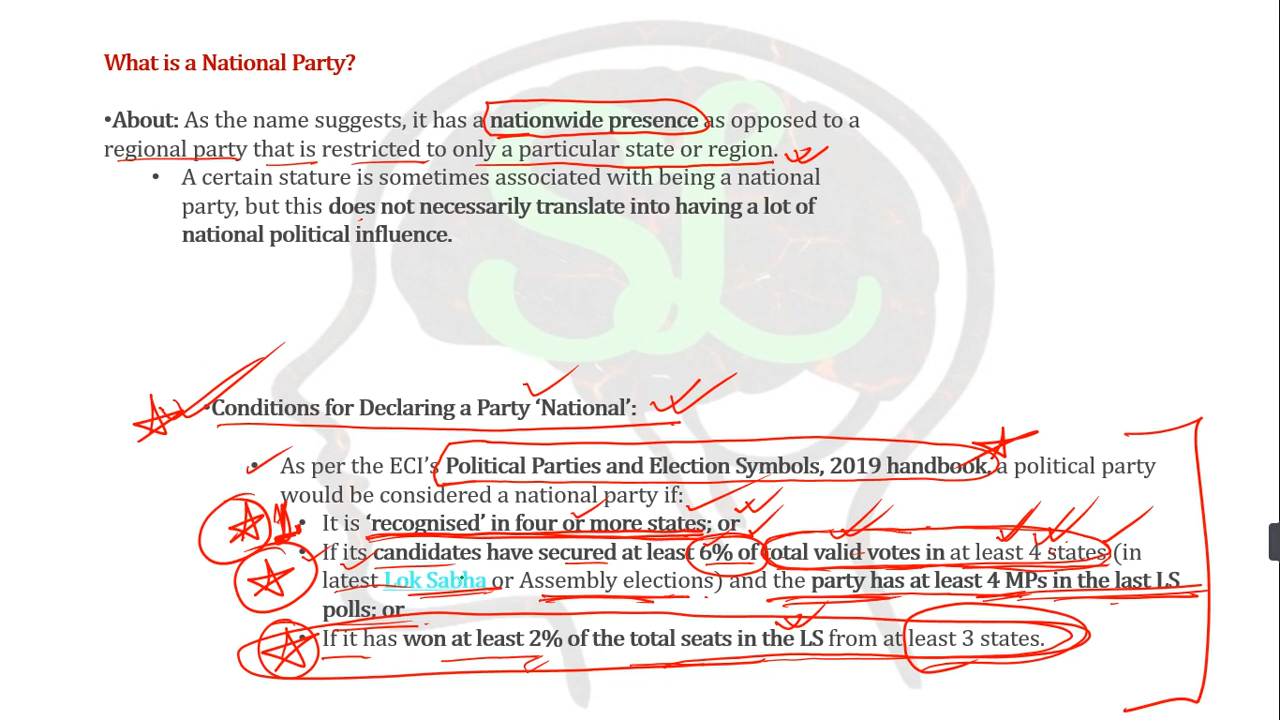 What is a National Party?
•About: As the name suggests, it has a nationwide presence as opposed to a
regional party that is restricted to only a particular state or region.
• A certain stature is sometimes associated with being a national
party, but this does not necessarily translate into having a lot of
national political influence.
•Conditions for Declaring a Party ‘National’:
• As per the ECI’s Political Parties and Election Symbols, 2019 handbook, a political party
would be considered a national party if:
• It is ‘recognised’ in four or more states; or
• If its candidates have secured at least 6% of total valid votes in at least 4 states (in
latest Lok Sabha or Assembly elections) and the party has at least 4 MPs in the last LS
polls; or
• If it has won at least 2% of the total seats in the LS from at least 3 states.
SL